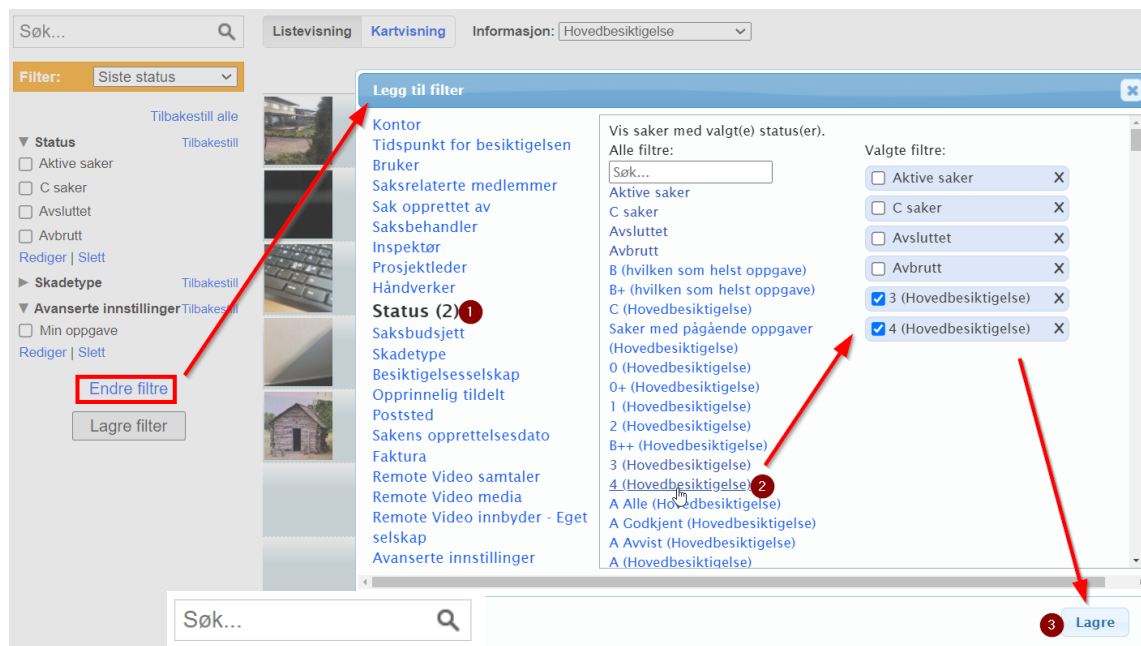 Søk...
Listevisning
Kartvisning
Informasjon:
Hovedbesiktigelse
Filter:
Siste status
Tilbakestill alle
Status
Tilbakestill
Aktive saker
C saker
Avsluttet
Avbrutt
Rediger | Slett
Skadetype
Tilbakestill
Avanserte innstillinger
Tilbakestill
Min oppgave
Rediger | Slett
Endre filtre
Lagre filter
Legg til filter
Kontor
Tidspunkt for besiktigelsen
Bruker
Saksrelaterte medlemmer
Sak opprettet av
Saksbehandler
Inspektør
Prosjektleder
Håndverker
Status (2)
1
Saksbudsjett
Skadetype
Besiktigelsesselskap
Opprinnelig tildelt
Poststed
Sakens opprettelsesdato
Faktura
Remote Video samtaler
Remote Video media
Remote Video innbyder - Eget
selskap
Avanserte innstillinger
Vis saker med valgt(e) status(er).
Alle filtre:
Søk...
Aktive saker
C saker
Avsluttet
Avbrutt
B (hvilken som helst oppgave)
B+ (hvilken som helst oppgave)
C (Hovedbesiktigelse)
Saker med pågående oppgaver
(Hovedbesiktigelse)
0 (Hovedbesiktigelse)
0+ (Hovedbesiktigelse)
1 (Hovedbesiktigelse)
2 (Hovedbesiktigelse)
B++ (Hovedbesiktigelse)
3 (Hovedbesiktigelse)
4 (Hovedbesiktigelse)
2
A Alle (Hovedbesiktigelse)
A Godkjent (Hovedbesiktigelse)
A Avvist (Hovedbesiktigelse)
A (Hovedbesiktigelse)
Valgte filtre:
Aktive saker X
C saker X
Avsluttet X
Avbrutt X
3 (Hovedbesiktigelse) X
4 (Hovedbesiktigelse) X
Søk...
3
Lagre